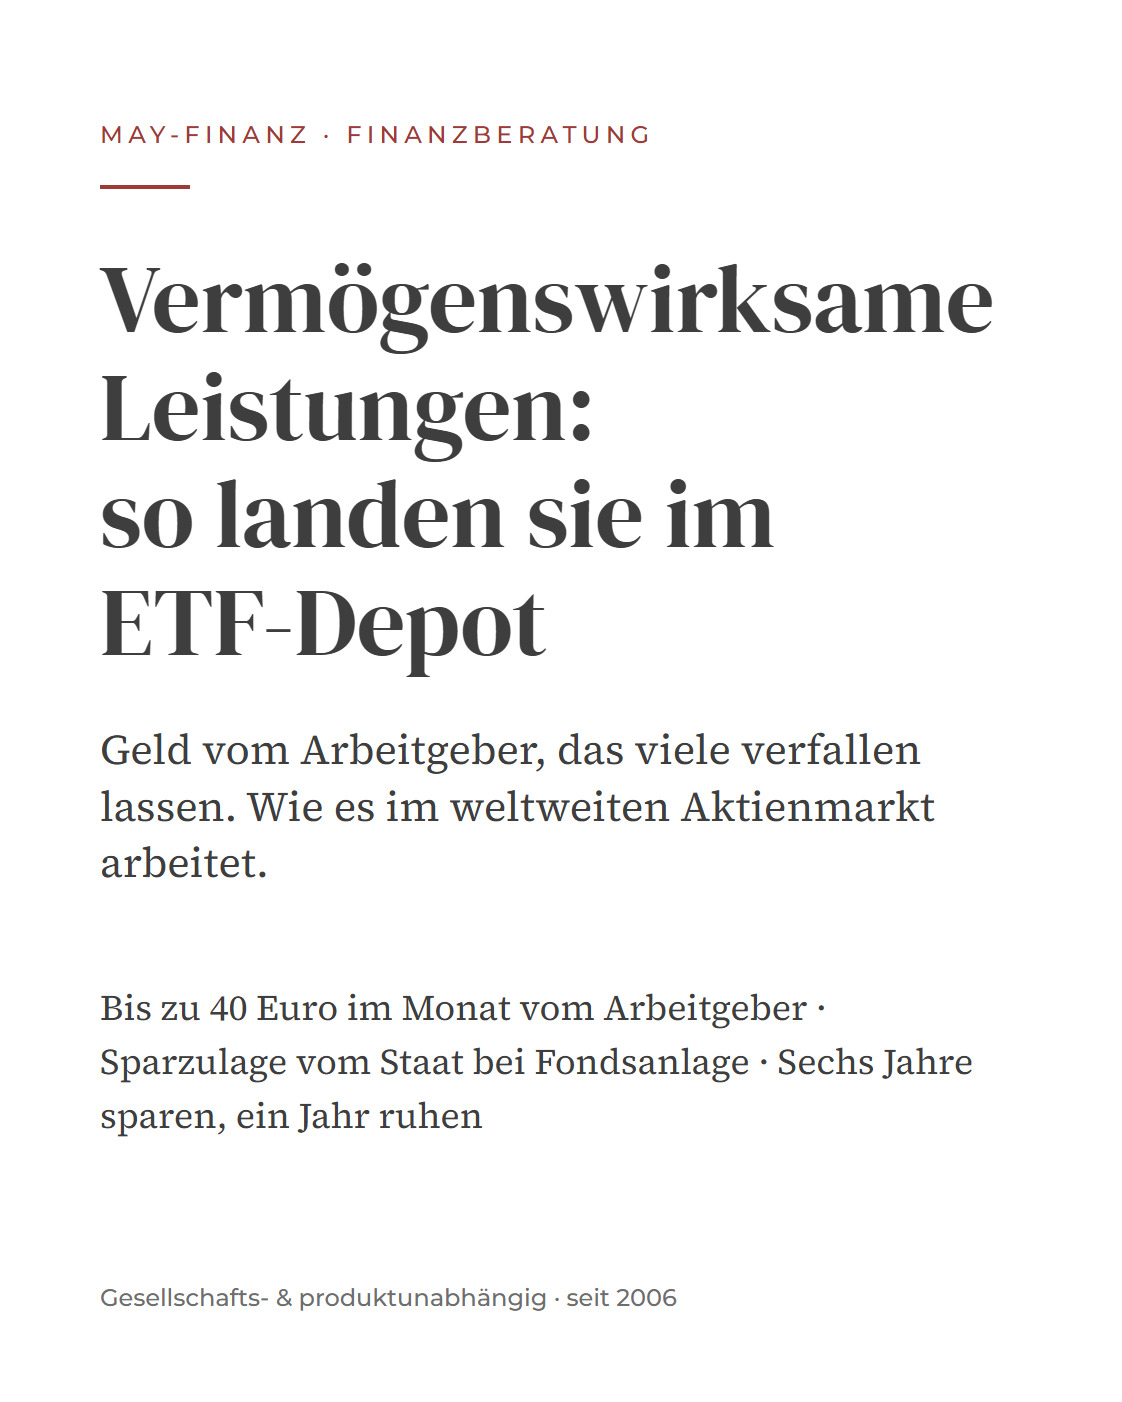 MAY-FINANZ · FINANZBERATUNG
Vermögenswirksame
Leistungen:
so landen sie im
ETF-Depot
Geld vom Arbeitgeber, das viele verfallen
lassen. Wie es im weltweiten Aktienmarkt
arbeitet.
Bis zu 40 Euro im Monat vom Arbeitgeber ·
Sparzulage vom Staat bei Fondsanlage · Sechs Jahre
sparen, ein Jahr ruhen
Gesellschafts- & produktunabhängig · seit 2006